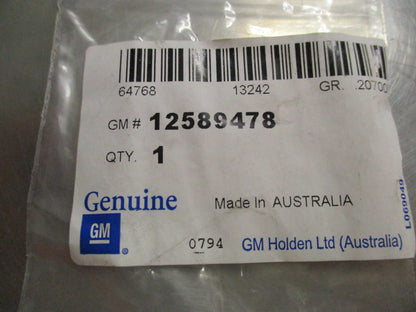 64768 13242 GR. .20700
GM # 12589478
QTY. 1
Genuine
Made In AUSTRALIA
GM ®
0794 GM Holden Ltd (Australia)
L069049